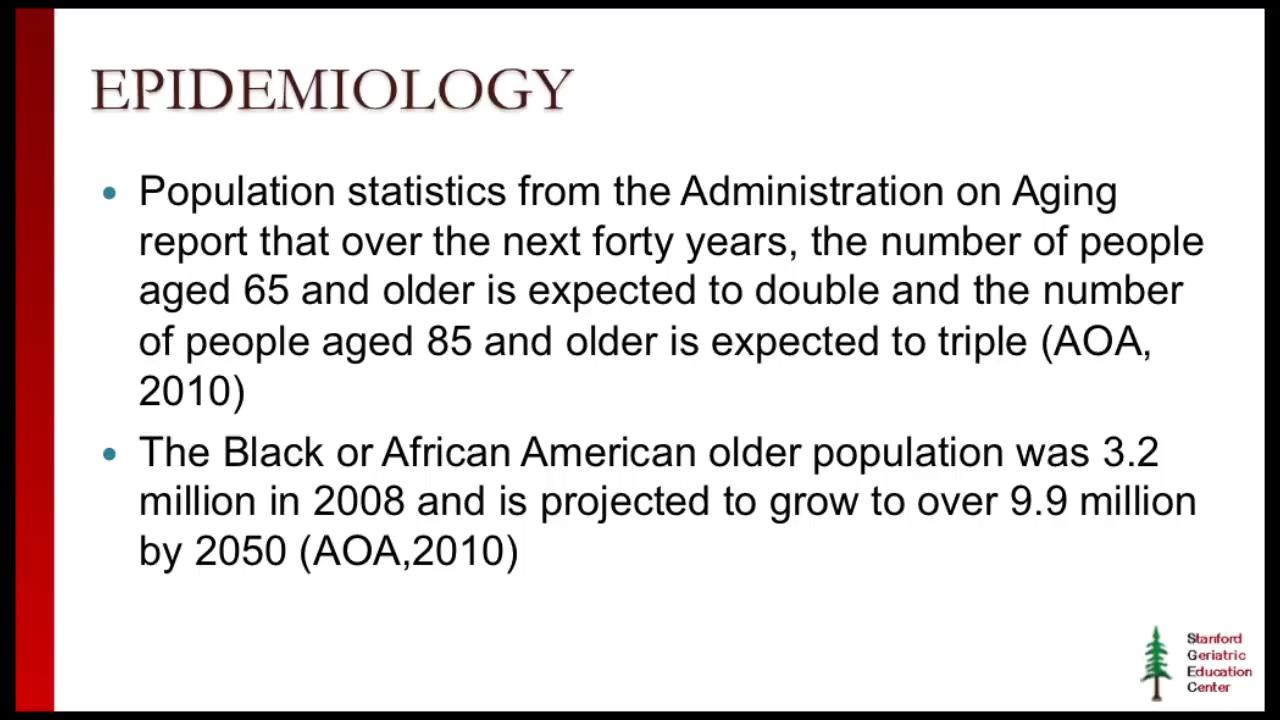 EPIDEMIOLOGY
• Population statistics from the Administration on Aging
report that over the next forty years, the number of people
aged 65 and older is expected to double and the number
of people aged 85 and older is expected to triple (AOA,
2010)
• The Black or African American older population was 3.2
million in 2008 and is projected to grow to over 9.9 million
by 2050 (AOA,2010)
Stanford
Geriatric
Education
Center